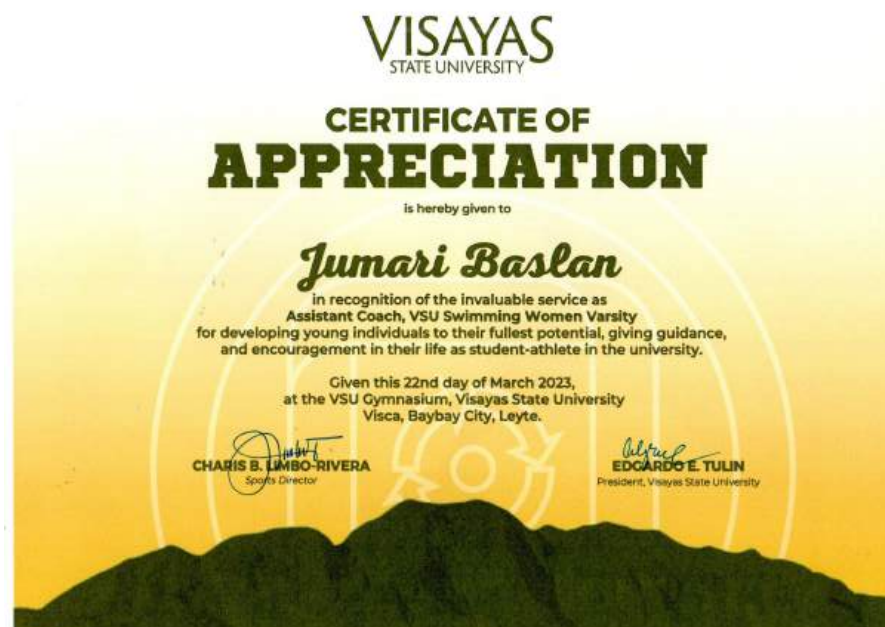 VISAYAS
STATE UNIVERSITY
CERTIFICATE OF
APPRECIATION
is hereby given to
Jumari Baslan
in recognition of the invaluable service as
Assistant Coach, VSU Swimming Women Varsity
for developing young individuals to their fullest potential, giving guidance,
and encouragement in their life as student-athlete in the university.
Given this 22nd day of March 2023,
at the VSU Gymnasium, Visayas State University
Visca, Baybay City, Leyte.
CHARIS B. LIMBO-RIVERA
Sports Director
EDGARDO E. TULIN
President, Visayas State University